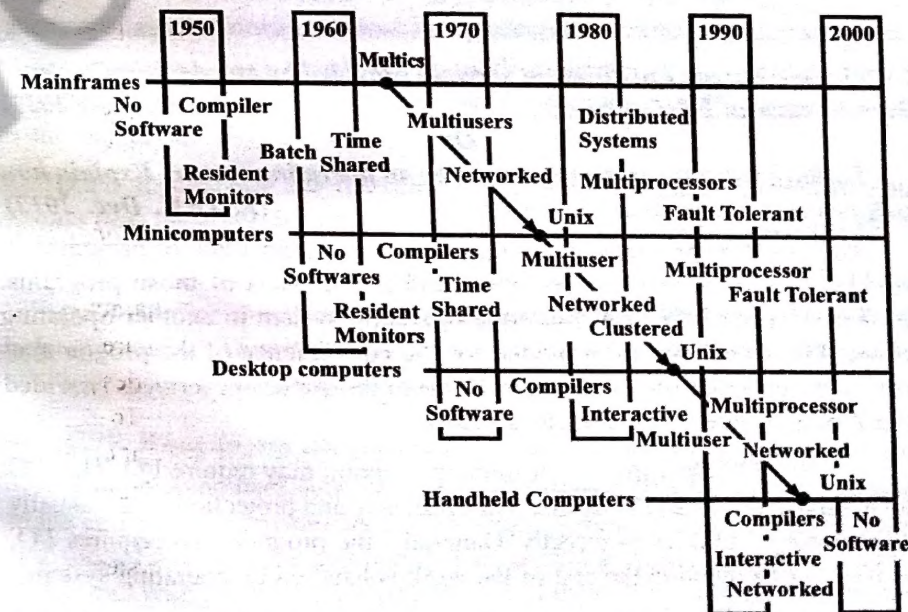 1950 1960 1970 1980 1990 2000
Multics
Mainframes
No Software
Compiler
Resident Monitors
Batch
Time Shared
Multiusers
Networked
Distributed Systems
Multiprocessors
Fault Tolerant
Unix
Minicomputers
No Softwares
Compilers
Resident Monitors
Time Shared
Multiuser
Networked
Clustered
Multiprocessor
Fault Tolerant
Unix
Desktop computers
No Software
Compilers
Interactive
Multiuser
Multiprocessor
Networked
Unix
Handheld Computers
Compilers
No Software
Interactive
Networked